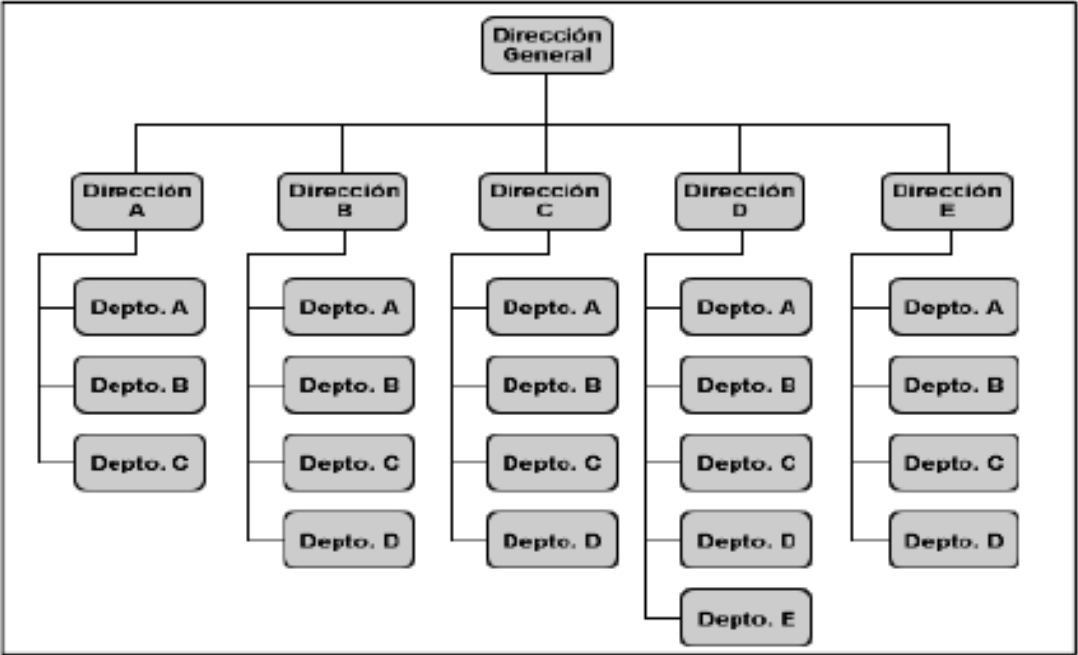 Dirección
General
Dirección
A
Dirección
B
Dirección
C
Dirección
D
Dirección
E
Depto. A
Depto. B
Depto. C
Depto. A
Depto. B
Depto. C
Depto. D
Depto. A
Depto. B
Depto. C
Depto. D
Depto. A
Depto. B
Depto. C
Depto. D
Depto. E
Depto. A
Depto. B
Depto. C
Depto. D